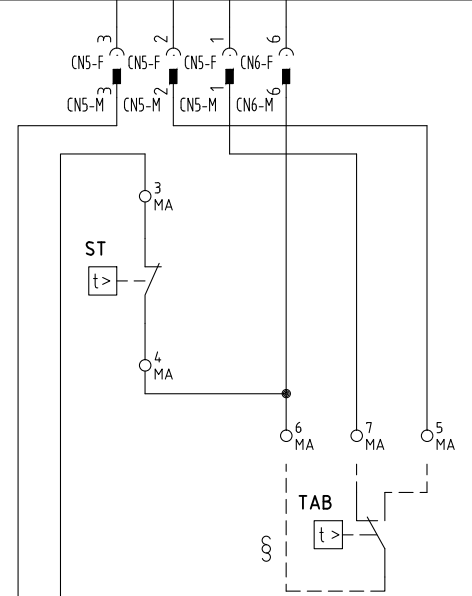 3 2 1 6
CN5-F CN5-F CN5-F CN6-F
3 2 1 6
CN5-M CN5-M CN5-M CN6-M
3
MA
ST
t>
4
MA
6 7 5
MA MA MA
TAB
t>